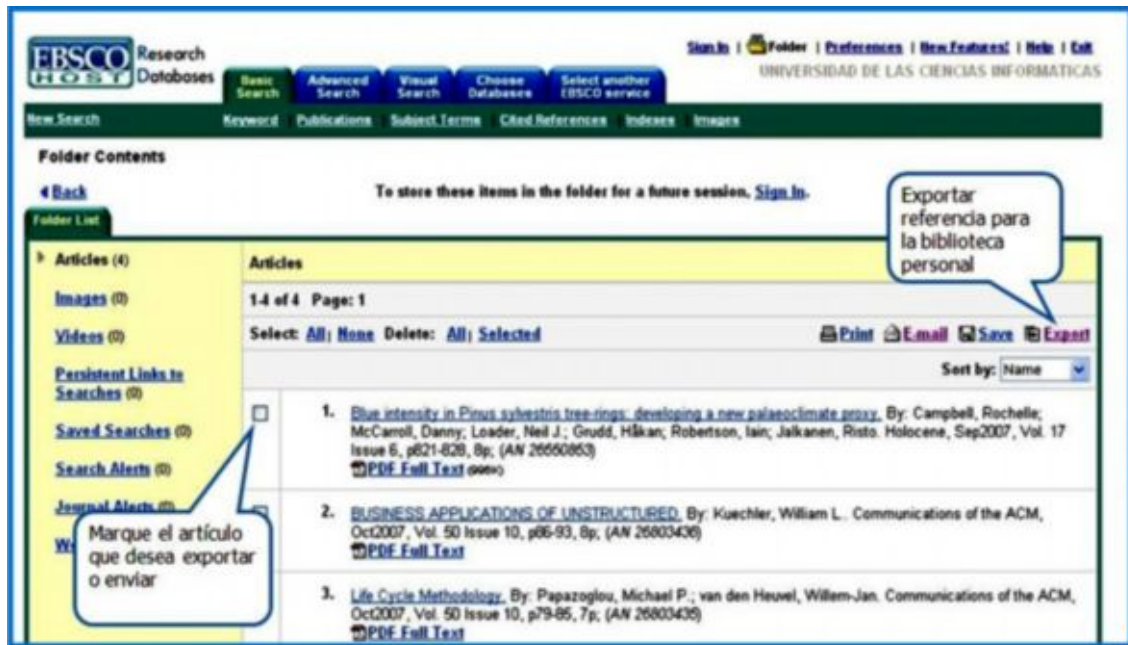 EBSCO Research
HOST Databases
Sign In | Folder | Preferences | New Features! | Help | Exit
UNIVERSIDAD DE LAS CIENCIAS INFORMATICAS
Basic Search
Advanced Search
Visual Search
Choose Databases
Select another EBSCO service
New Search Keyword Publications Subject Terms Cited References Indexes Images
Folder Contents
Back To store these items in the folder for a future session, Sign In.
Folder List
Exportar
referencia para
la biblioteca
personal
Articles (4)
Images (0)
Videos (0)
Persistent Links to
Searches (0)
Saved Searches (0)
Search Alerts (0)
Journal Alerts (0)
Marque el artículo
que desea exportar
o enviar
Articles
1-4 of 4 Page: 1
Select: All | None Delete: All | Selected Print E-mail Save Export
Sort by: Name
1. Blue intensity in Pinus sylvestris tree-rings: developing a new palaeoclimate proxy. By: Campbell, Rochelle;
McCarroll, Danny; Loader, Neil J.; Grudd, Håkan; Robertson, Iain; Jalkanen, Risto. Holocene, Sep2007, Vol. 17
Issue 6, p821-828, 8p; (AN 26550853)
PDF Full Text
2. BUSINESS APPLICATIONS OF UNSTRUCTURED. By: Kuechler, William L.. Communications of the ACM,
Oct2007, Vol. 50 Issue 10, p86-93, 8p; (AN 26803436)
PDF Full Text
3. Life Cycle Methodology. By: Papazoglou, Michael P.; van den Heuvel, Willem-Jan. Communications of the ACM,
Oct2007, Vol. 50 Issue 10, p79-85, 7p; (AN 26803435)
PDF Full Text